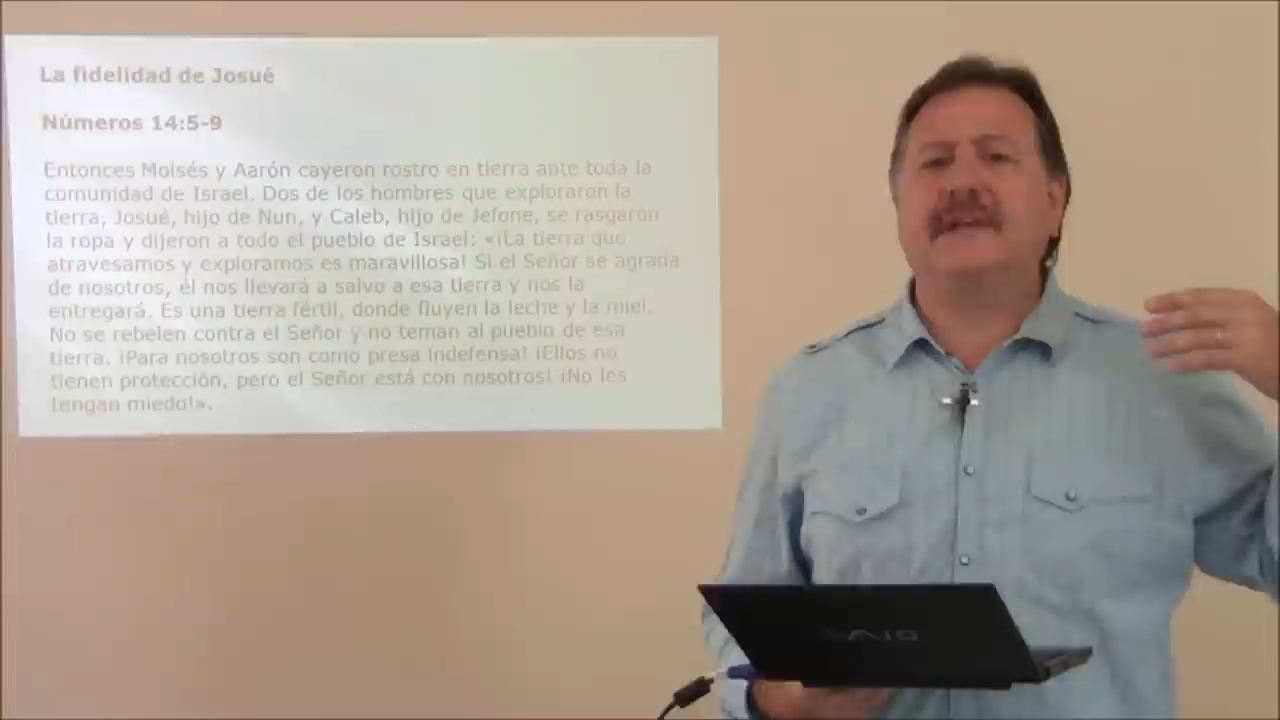 La fidelidad de Josué
Números 14:5-9
Entonces Moisés y Aarón cayeron rostro en tierra ante toda la
comunidad de Israel. Dos de los hombres que exploraron la
tierra, Josué, hijo de Nun, y Caleb, hijo de Jefone, se rasgaron
la ropa y dijeron a todo el pueblo de Israel: «¡La tierra que
atravesamos y exploramos es maravillosa! Si el Señor se agrada
de nosotros, él nos llevará a salvo a esa tierra y nos la
entregará. Es una tierra fértil, donde fluyen la leche y la miel.
No se rebelen contra el Señor y no teman al pueblo de esa
tierra. ¡Para nosotros son como presa indefensa! ¡Ellos no
tienen protección, pero el Señor está con nosotros! ¡No les
tengan miedo!».
VAIO